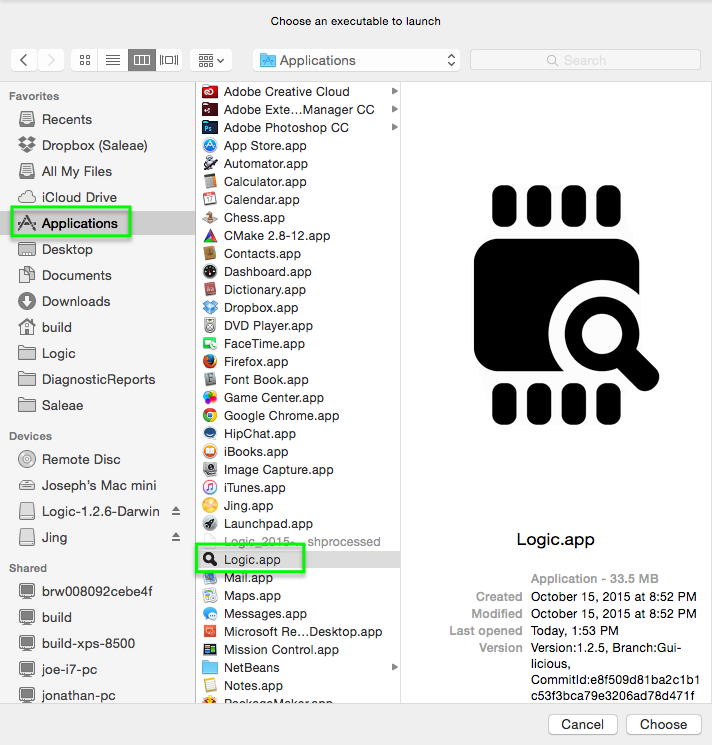 Choose an executable to launch
Applications
Search
Favorites
Recents
Dropbox (Saleae)
All My Files
iCloud Drive
Applications
Desktop
Documents
Downloads
build
Logic
DiagnosticReports
Saleae
Devices
Remote Disc
Joseph's Mac mini
Logic-1.2.6-Darwin
Jing
Shared
brw008092cebe4f
build
build-xps-8500
joe-i7-pc
jonathan-pc
Adobe Creative Cloud
Adobe Exte...Manager CC
Adobe Photoshop CC
App Store.app
Automator.app
Calculator.app
Calendar.app
Chess.app
CMake 2.8-12.app
Contacts.app
Dashboard.app
Dictionary.app
Dropbox.app
DVD Player.app
FaceTime.app
Firefox.app
Font Book.app
Game Center.app
Google Chrome.app
HipChat.app
iBooks.app
Image Capture.app
iTunes.app
Jing.app
Launchpad.app
Logic_2015-... shprocessed
Logic.app
Mail.app
Maps.app
Messages.app
Microsoft Re...Desktop.app
Mission Control.app
NetBeans
Notes.app
PackageMaker.app
Logic.app
Application - 33.5 MB
Created October 15, 2015 at 8:52 PM
Modified October 15, 2015 at 8:52 PM
Last opened Today, 1:53 PM
Version Version:1.2.5, Branch:Gui-
licious,
CommitId:e8f509d81ba2c1b1
c53f3bca79e3206ad78d471f
Cancel
Choose